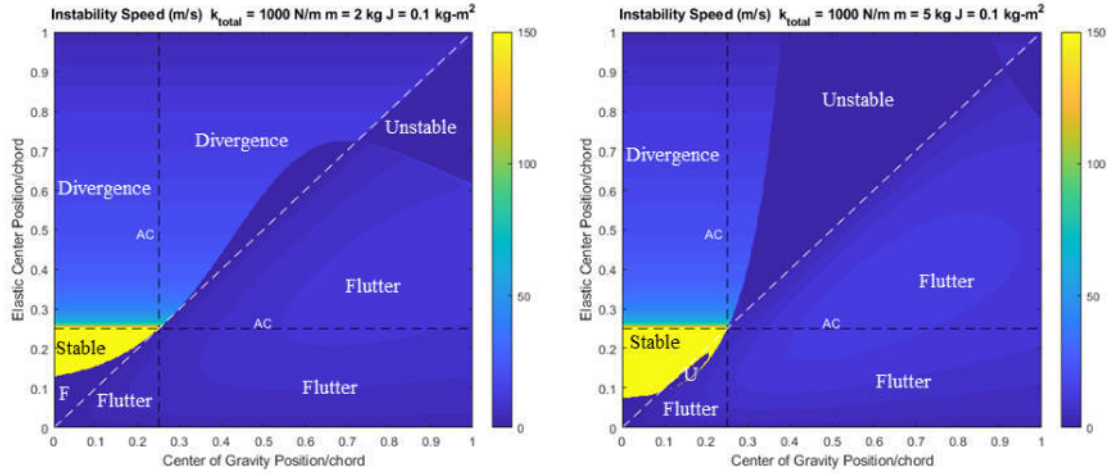 Instability Speed (m/s) k_total = 1000 N/m m = 2 kg J = 0.1 kg-m²
Elastic Center Position/chord
1
0.9
0.8
0.7
0.6
0.5
0.4
0.3
0.2
0.1
0
Divergence
Unstable
Divergence
AC
Flutter
AC
Stable
F
Flutter
Flutter
0 0.1 0.2 0.3 0.4 0.5 0.6 0.7 0.8 0.9 1
Center of Gravity Position/chord
150
100
50
0
Instability Speed (m/s) k_total = 1000 N/m m = 5 kg J = 0.1 kg-m²
Elastic Center Position/chord
1
0.9
0.8
0.7
0.6
0.5
0.4
0.3
0.2
0.1
0
Unstable
Divergence
AC
Flutter
AC
Stable
U
Flutter
Flutter
0 0.1 0.2 0.3 0.4 0.5 0.6 0.7 0.8 0.9 1
Center of Gravity Position/chord
150
100
50
0